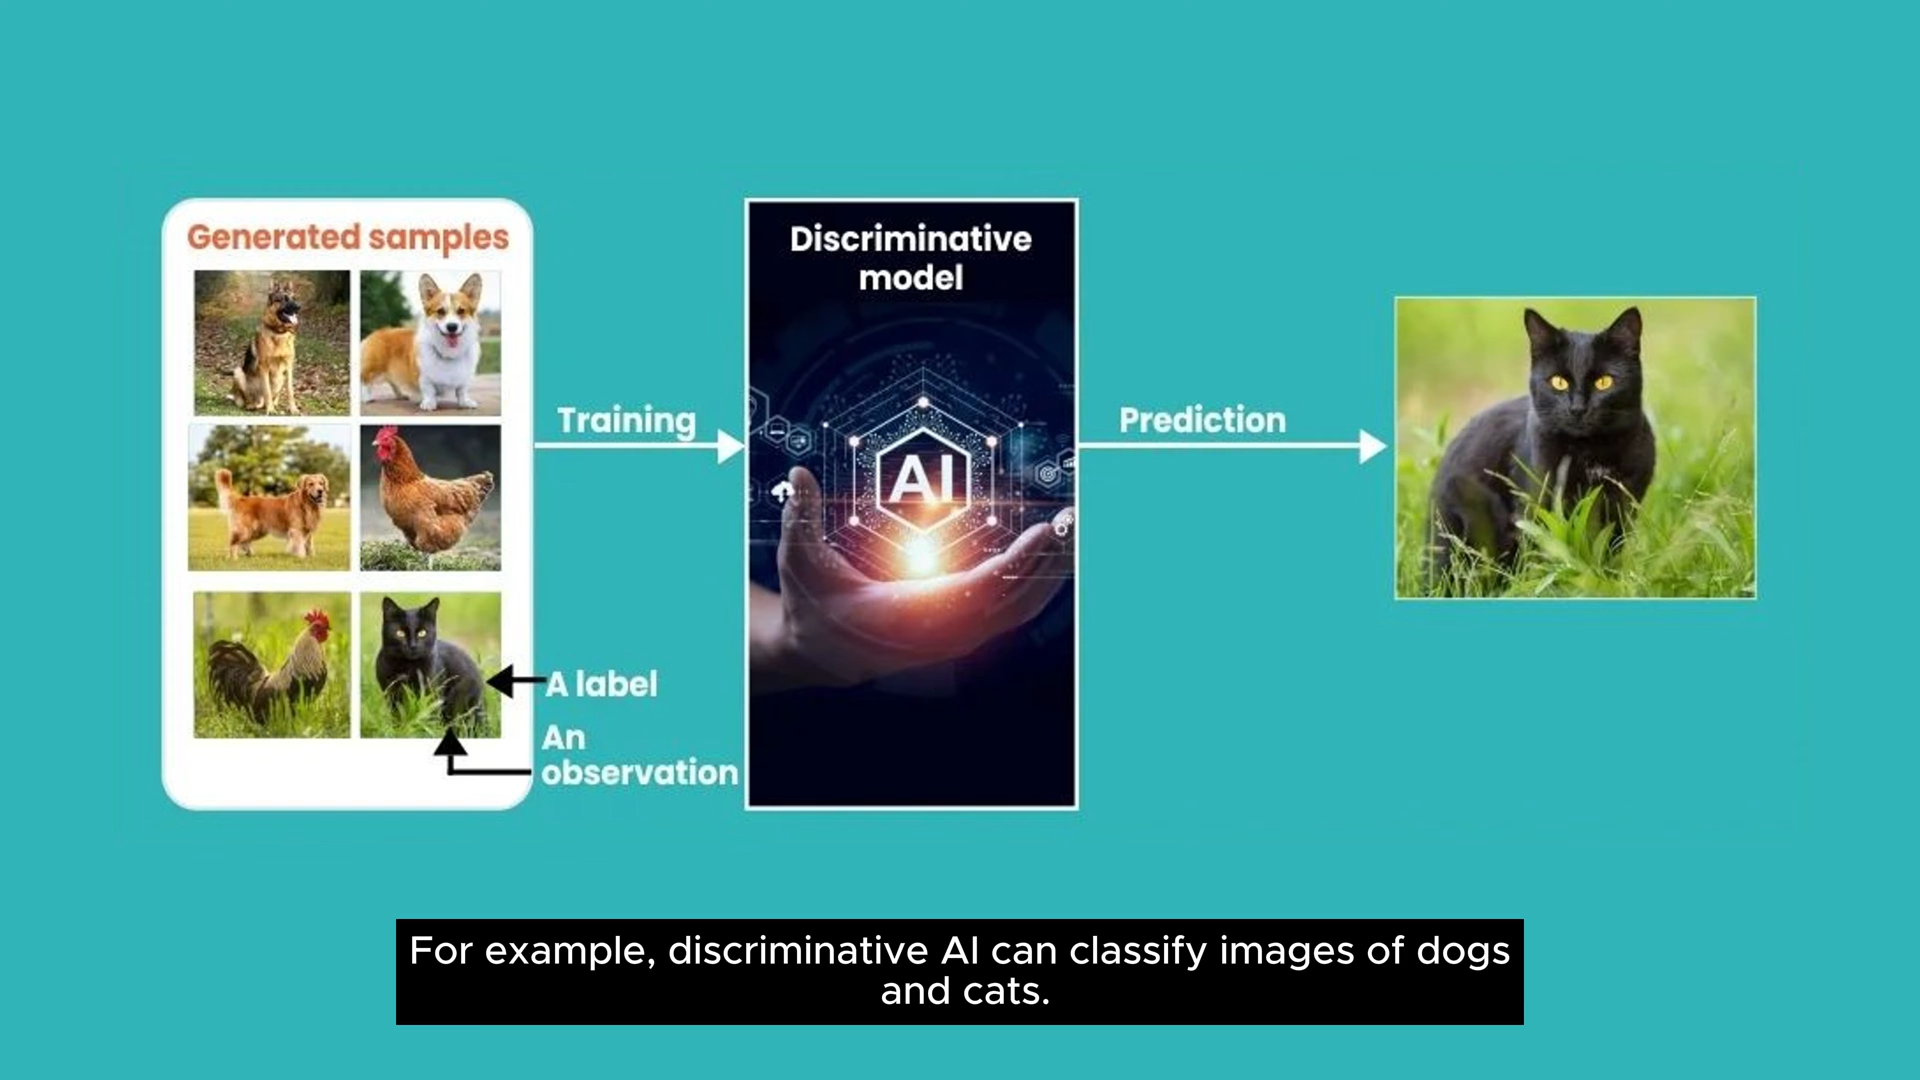 Generated samples
Discriminative
model
AI
Training
Prediction
A label
An
observation
For example, discriminative AI can classify images of dogs
and cats.